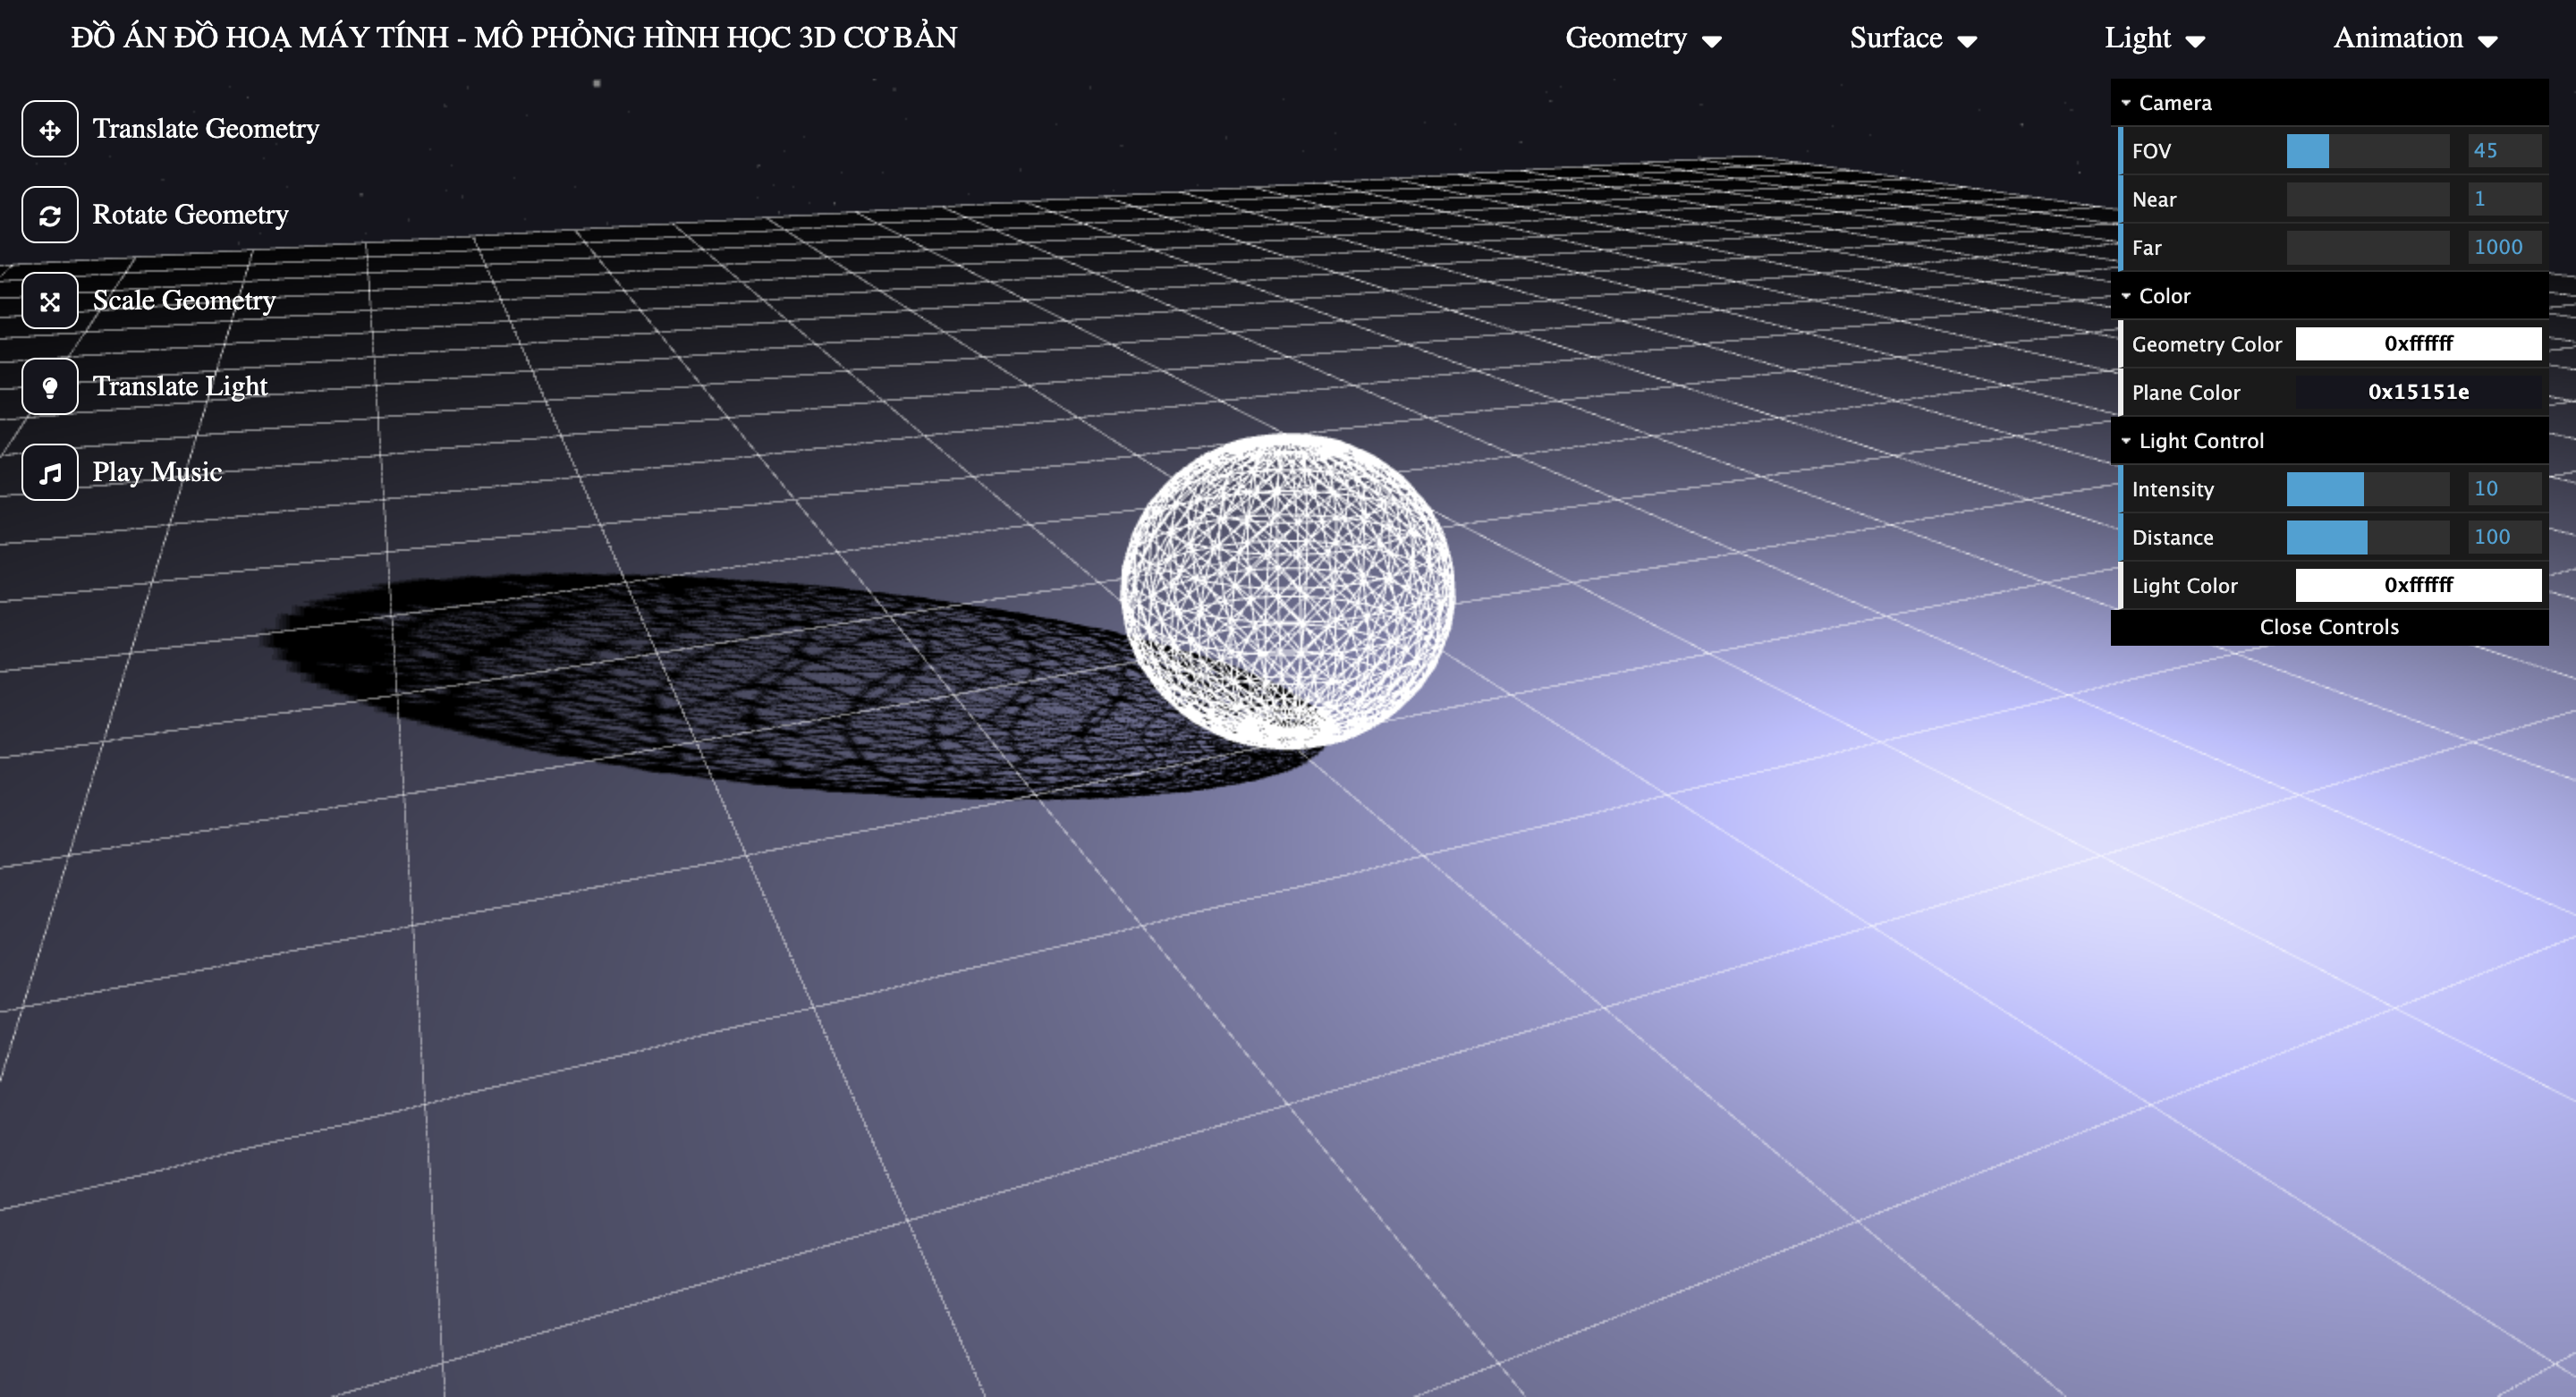 ĐỒ ÁN ĐỒ HOẠ MÁY TÍNH - MÔ PHỎNG HÌNH HỌC 3D CƠ BẢN
Geometry
Surface
Light
Animation
Translate Geometry
Rotate Geometry
Scale Geometry
Translate Light
Play Music
Camera
FOV 45
Near 1
Far 1000
Color
Geometry Color 0xffffff
Plane Color 0x15151e
Light Control
Intensity 10
Distance 100
Light Color 0xffffff
Close Controls